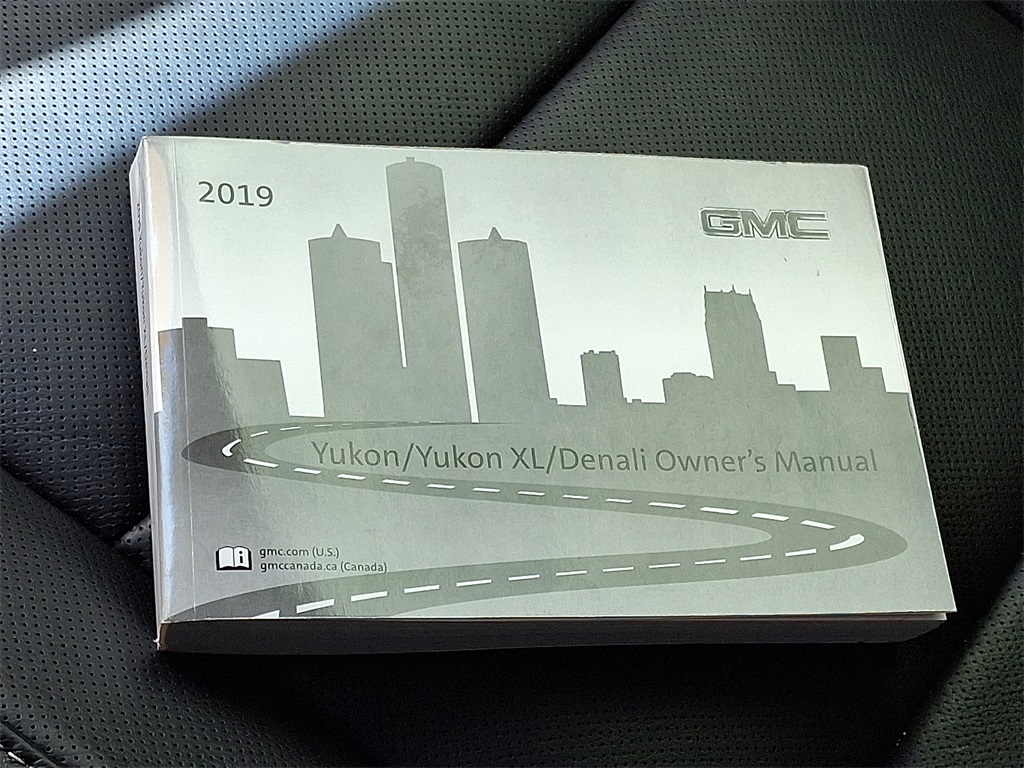 2019
GMC
Yukon/Yukon XL/Denali Owner's Manual
gmc.com (U.S.)
gmccanada.ca (Canada)